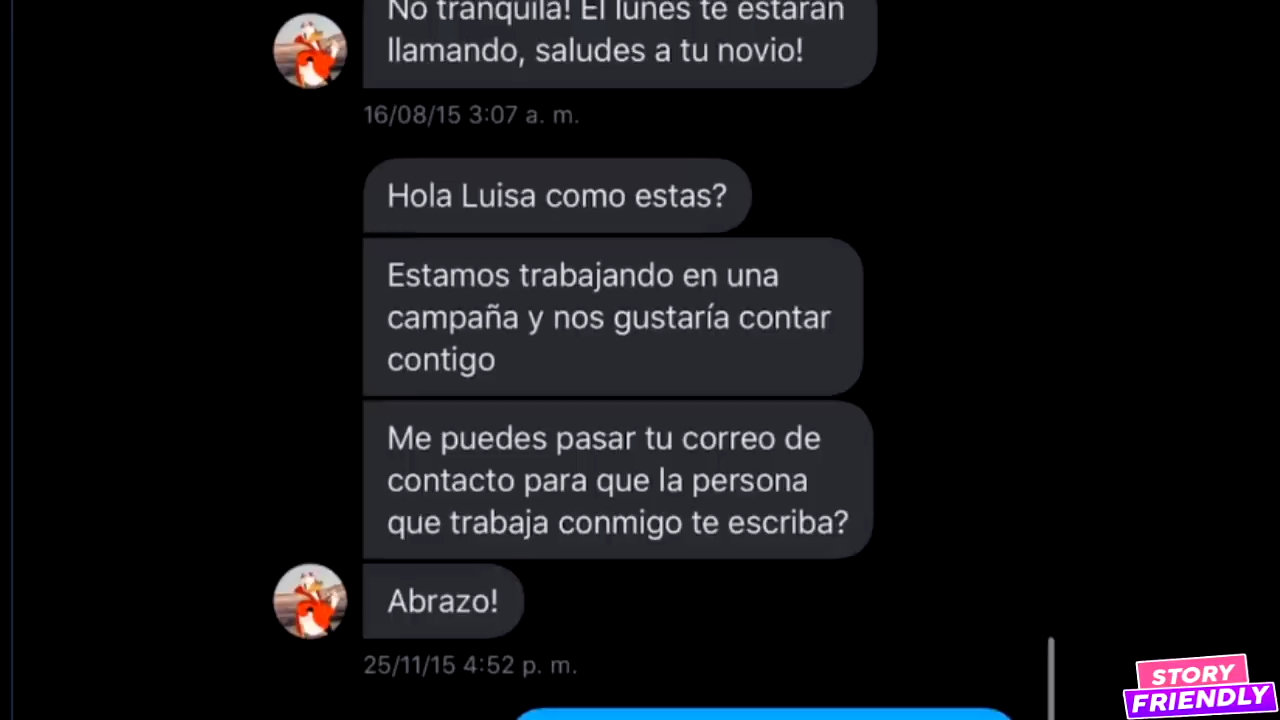 No tranquila! El lunes te estarán
llamando, saludes a tu novio!
16/08/15 3:07 a. m.
Hola Luisa como estas?
Estamos trabajando en una
campaña y nos gustaría contar
contigo
Me puedes pasar tu correo de
contacto para que la persona
que trabaja conmigo te escriba?
Abrazo!
25/11/15 4:52 p. m.
STORY
FRIENDLY